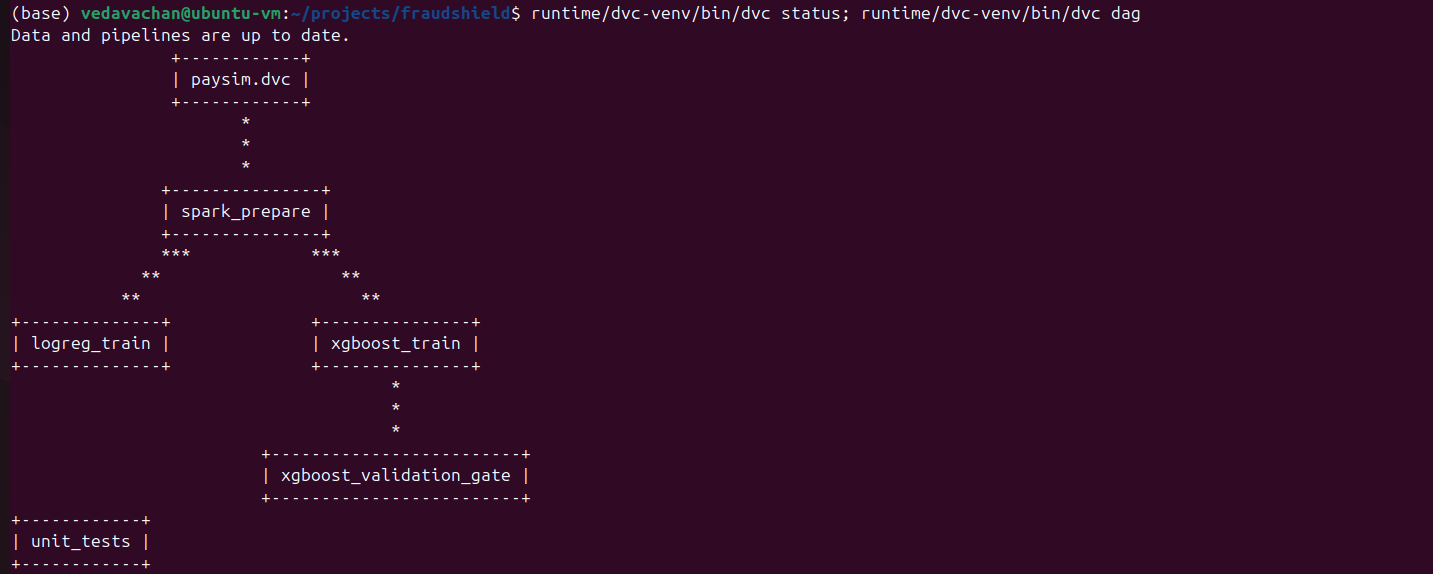 (base) vedavachan@ubuntu-vm:~/projects/fraudshield$ runtime/dvc-venv/bin/dvc status; runtime/dvc-venv/bin/dvc dag
Data and pipelines are up to date.
                +------------+
                | paysim.dvc |
                +------------+
                       *
                       *
                       *
               +---------------+
               | spark_prepare |
               +---------------+
               ***            ***
             **                  **
           **                      **
+--------------+              +---------------+
| logreg_train |              | xgboost_train |
+--------------+              +---------------+
                                      *
                                      *
                                      *
                         +-------------------------+
                         | xgboost_validation_gate |
                         +-------------------------+
+------------+
| unit_tests |
+------------+